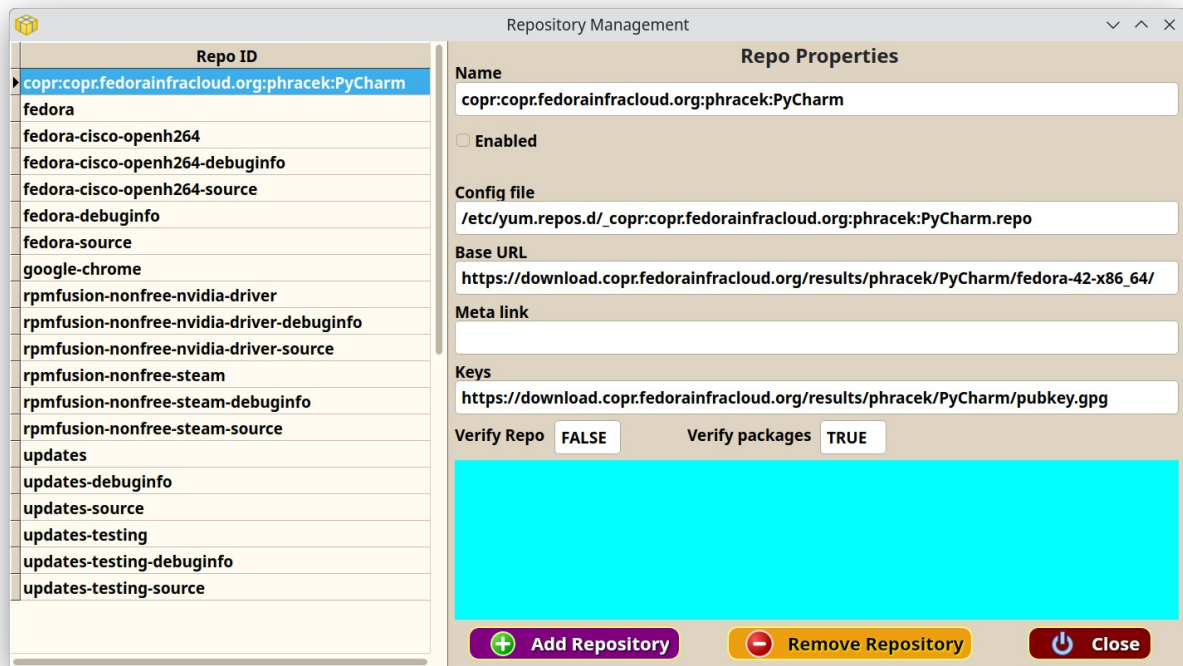 Repository Management
Repo ID
copr:copr.fedorainfracloud.org:phracek:PyCharm
fedora
fedora-cisco-openh264
fedora-cisco-openh264-debuginfo
fedora-cisco-openh264-source
fedora-debuginfo
fedora-source
google-chrome
rpmfusion-nonfree-nvidia-driver
rpmfusion-nonfree-nvidia-driver-debuginfo
rpmfusion-nonfree-nvidia-driver-source
rpmfusion-nonfree-steam
rpmfusion-nonfree-steam-debuginfo
rpmfusion-nonfree-steam-source
updates
updates-debuginfo
updates-source
updates-testing
updates-testing-debuginfo
updates-testing-source
Repo Properties
Name
copr:copr.fedorainfracloud.org:phracek:PyCharm
Enabled
Config file
/etc/yum.repos.d/_copr:copr.fedorainfracloud.org:phracek:PyCharm.repo
Base URL
https://download.copr.fedorainfracloud.org/results/phracek/PyCharm/fedora-42-x86_64/
Meta link
Keys
https://download.copr.fedorainfracloud.org/results/phracek/PyCharm/pubkey.gpg
Verify Repo FALSE Verify packages TRUE
Add Repository Remove Repository Close